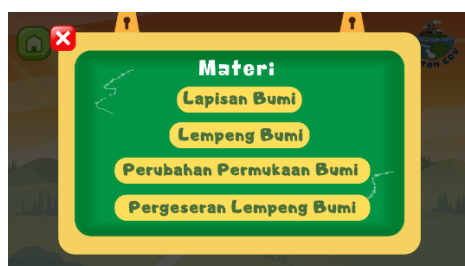 Materi
Lapisan Bumi
Lempeng Bumi
Perubahan Permukaan Bumi
Pergeseran Lempeng Bumi